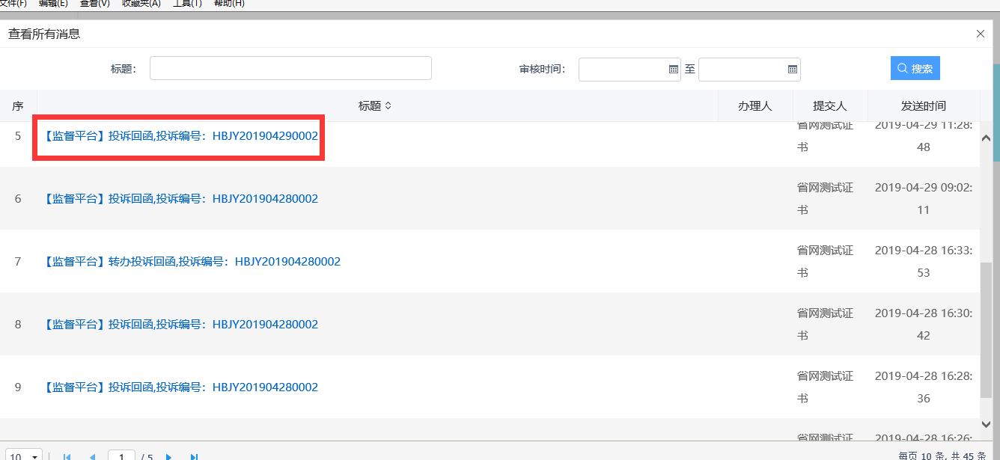 文件(F) 编辑(E) 查看(V) 收藏夹(A) 工具(T) 帮助(H)
查看所有消息
标题: 审核时间: 至 搜索
序 标题 办理人 提交人 发送时间
5 【监督平台】投诉回函,投诉编号：HBJY201904290002 省网测试证 2019-04-29 11:28:
书 48
6 【监督平台】投诉回函,投诉编号：HBJY201904280002 省网测试证 2019-04-29 09:02:
书 11
7 【监督平台】转办投诉回函,投诉编号：HBJY201904280002 省网测试证 2019-04-28 16:33:
书 53
8 【监督平台】投诉回函,投诉编号：HBJY201904280002 省网测试证 2019-04-28 16:30:
书 42
9 【监督平台】投诉回函,投诉编号：HBJY201904280002 省网测试证 2019-04-28 16:28:
书 36
省网测试证 2019-04-28 16:26:
10 1 / 5 每页 10 条, 共 45 条